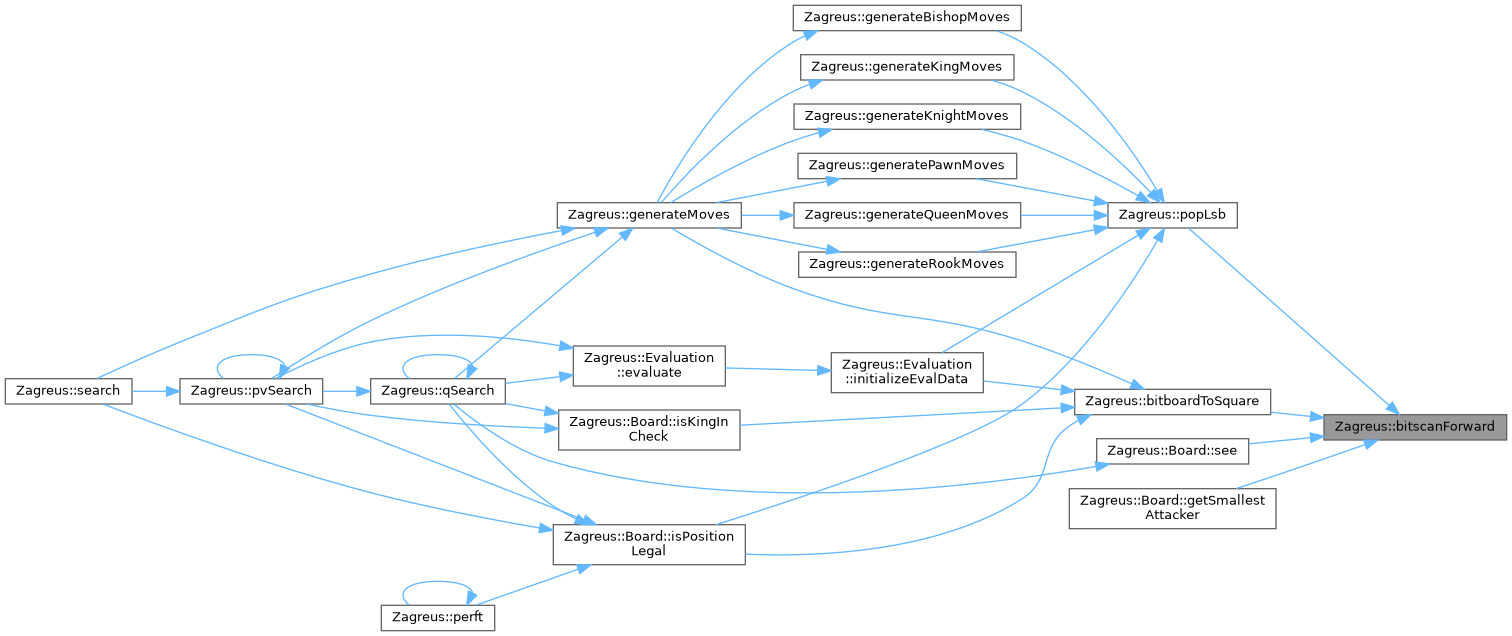 Zagreus::generateBishopMoves
Zagreus::generateKingMoves
Zagreus::generateKnightMoves
Zagreus::generatePawnMoves
Zagreus::generateMoves
Zagreus::generateQueenMoves
Zagreus::popLsb
Zagreus::generateRookMoves
Zagreus::search
Zagreus::pvSearch
Zagreus::qSearch
Zagreus::Evaluation
::evaluate
Zagreus::Evaluation
::initializeEvalData
Zagreus::bitboardToSquare
Zagreus::Board::isKingIn
Check
Zagreus::bitscanForward
Zagreus::Board::see
Zagreus::Board::getSmallest
Attacker
Zagreus::Board::isPosition
Legal
Zagreus::perft